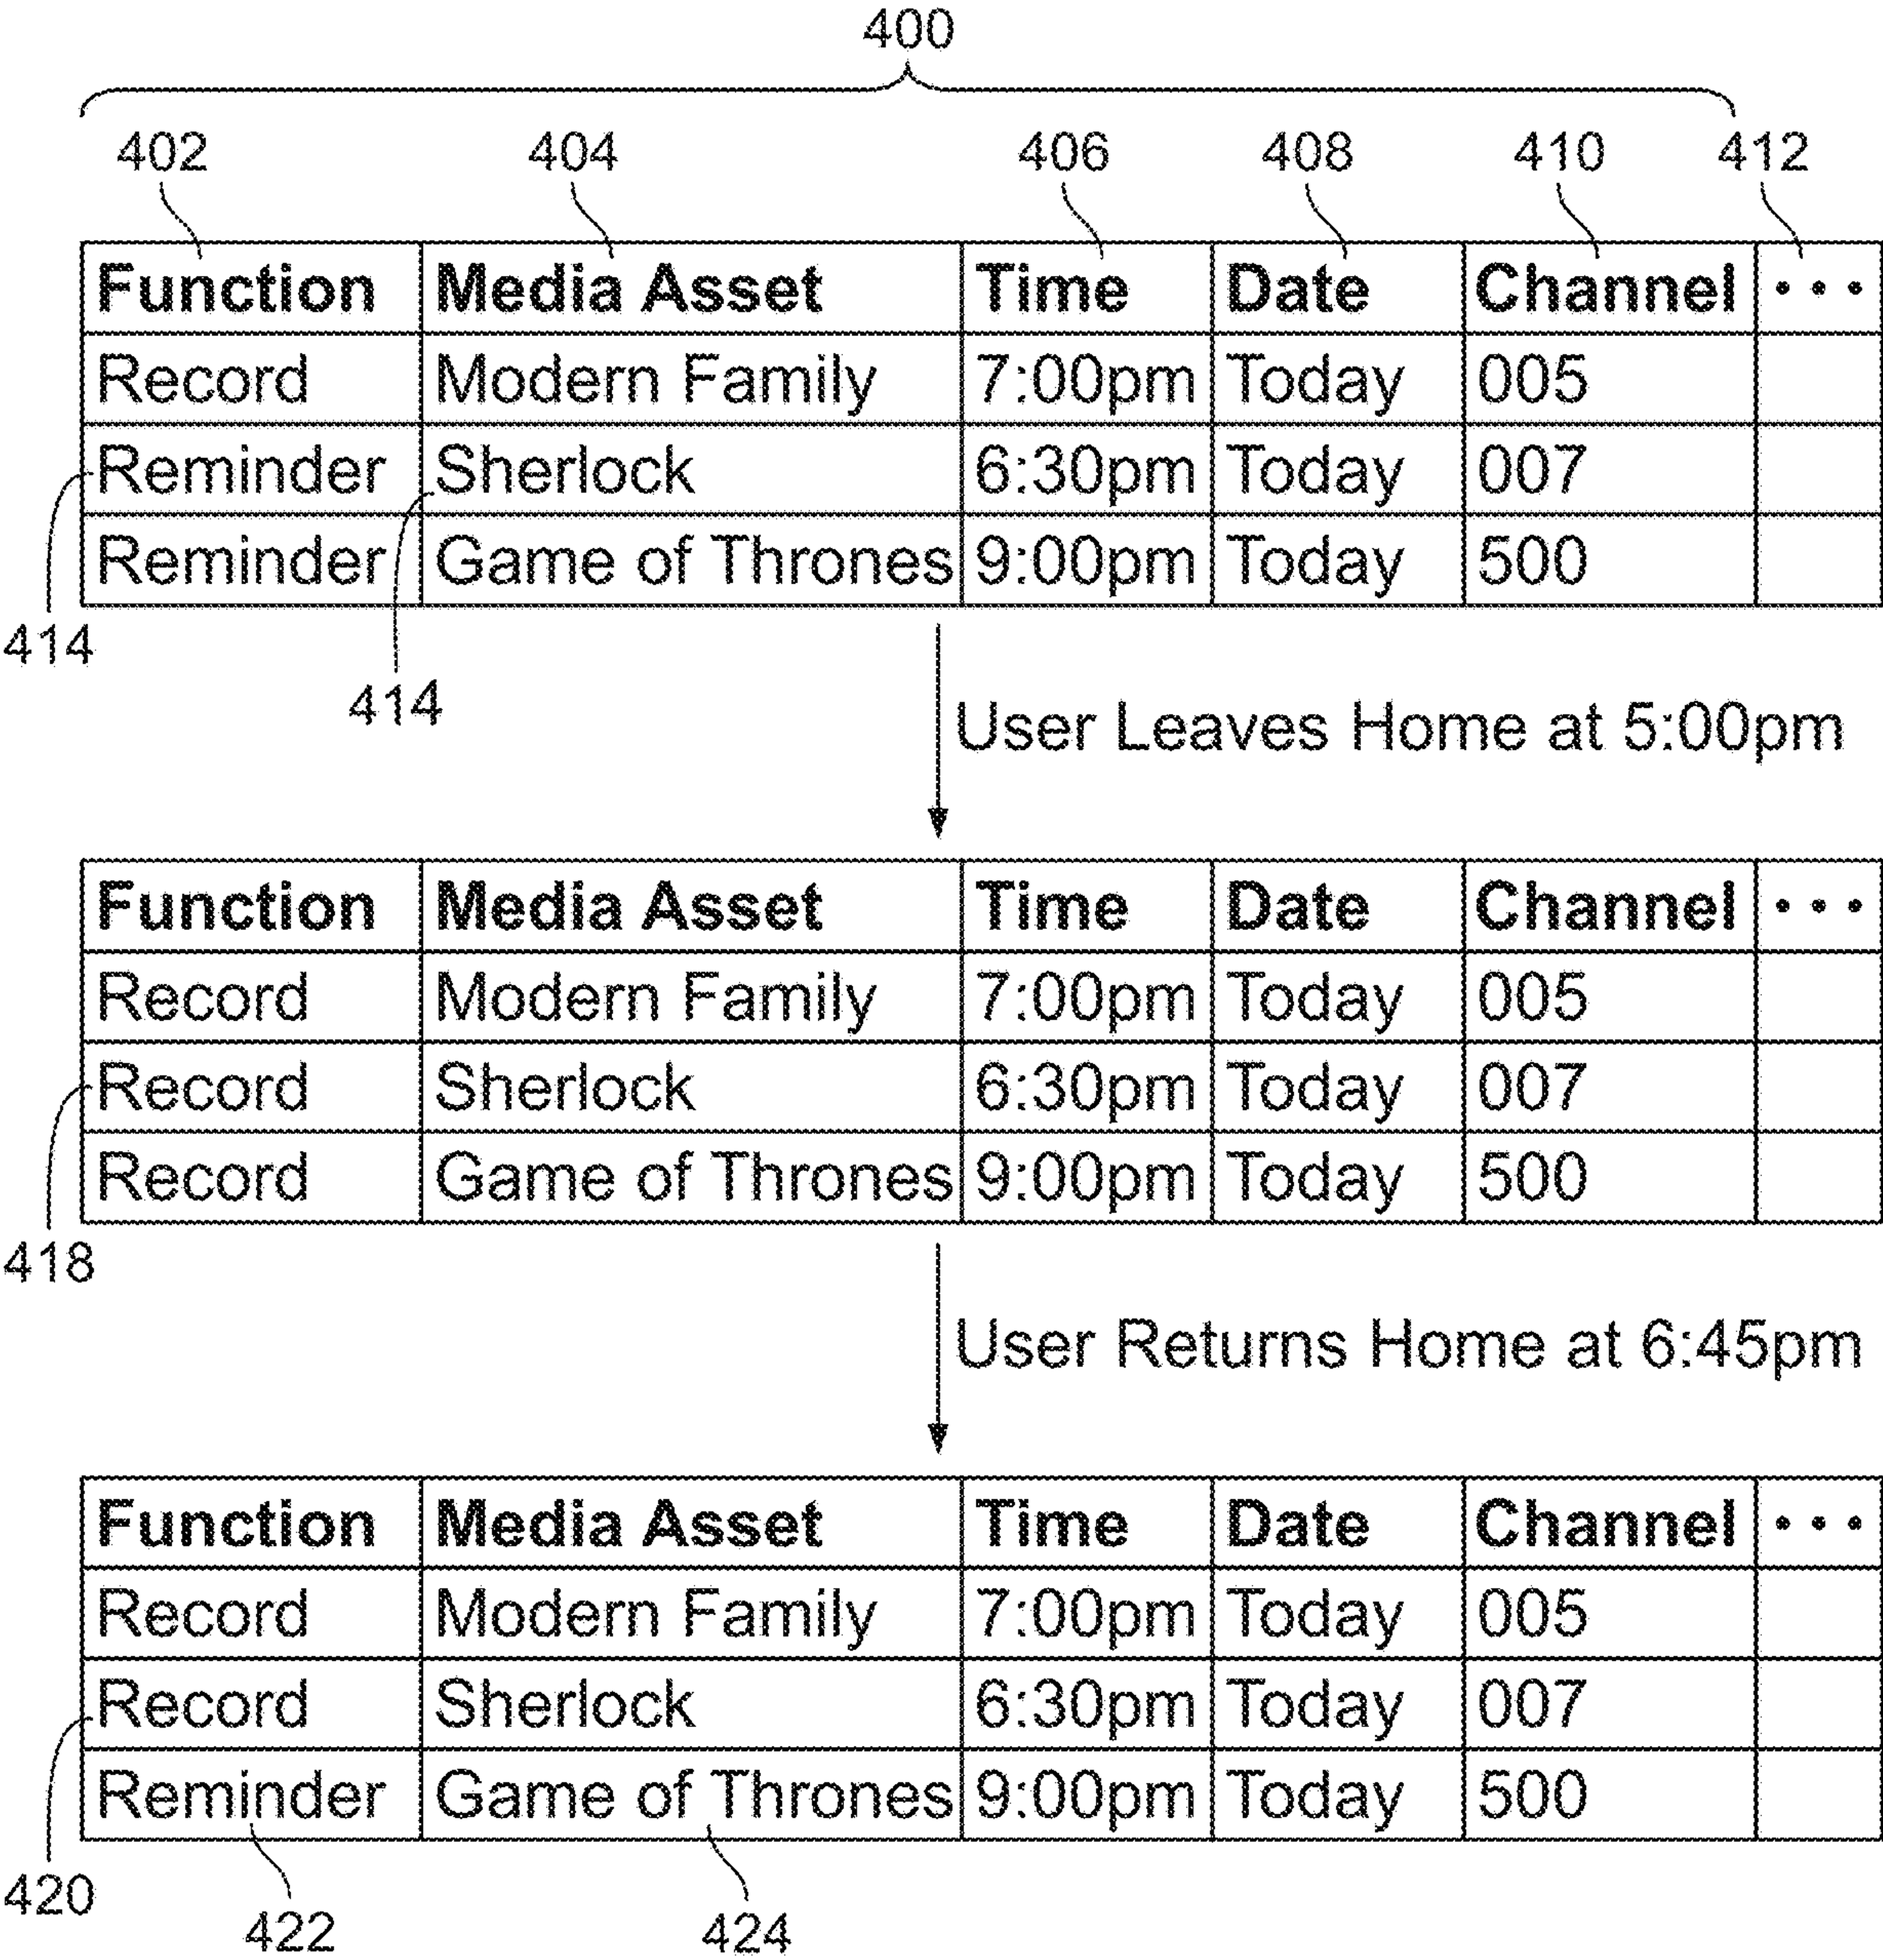 400
402 404 406 408 410 412
Function Media Asset Time Date Channel ...
Record Modern Family 7:00pm Today 005
Reminder Sherlock 6:30pm Today 007
Reminder Game of Thrones 9:00pm Today 500
414
414
User Leaves Home at 5:00pm
Function Media Asset Time Date Channel ...
Record Modern Family 7:00pm Today 005
Record Sherlock 6:30pm Today 007
Record Game of Thrones 9:00pm Today 500
418
User Returns Home at 6:45pm
Function Media Asset Time Date Channel ...
Record Modern Family 7:00pm Today 005
Record Sherlock 6:30pm Today 007
Reminder Game of Thrones 9:00pm Today 500
420
422 424